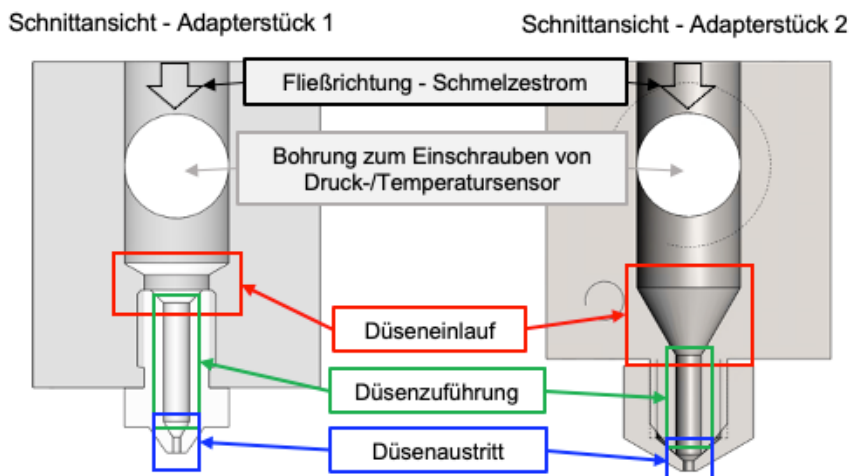 Schnittansicht - Adapterstück 1
Schnittansicht - Adapterstück 2
Fließrichtung - Schmelzestrom
Bohrung zum Einschrauben von
Druck-/Temperatursensor
Düseneinlauf
Düsenzuführung
Düsenaustritt